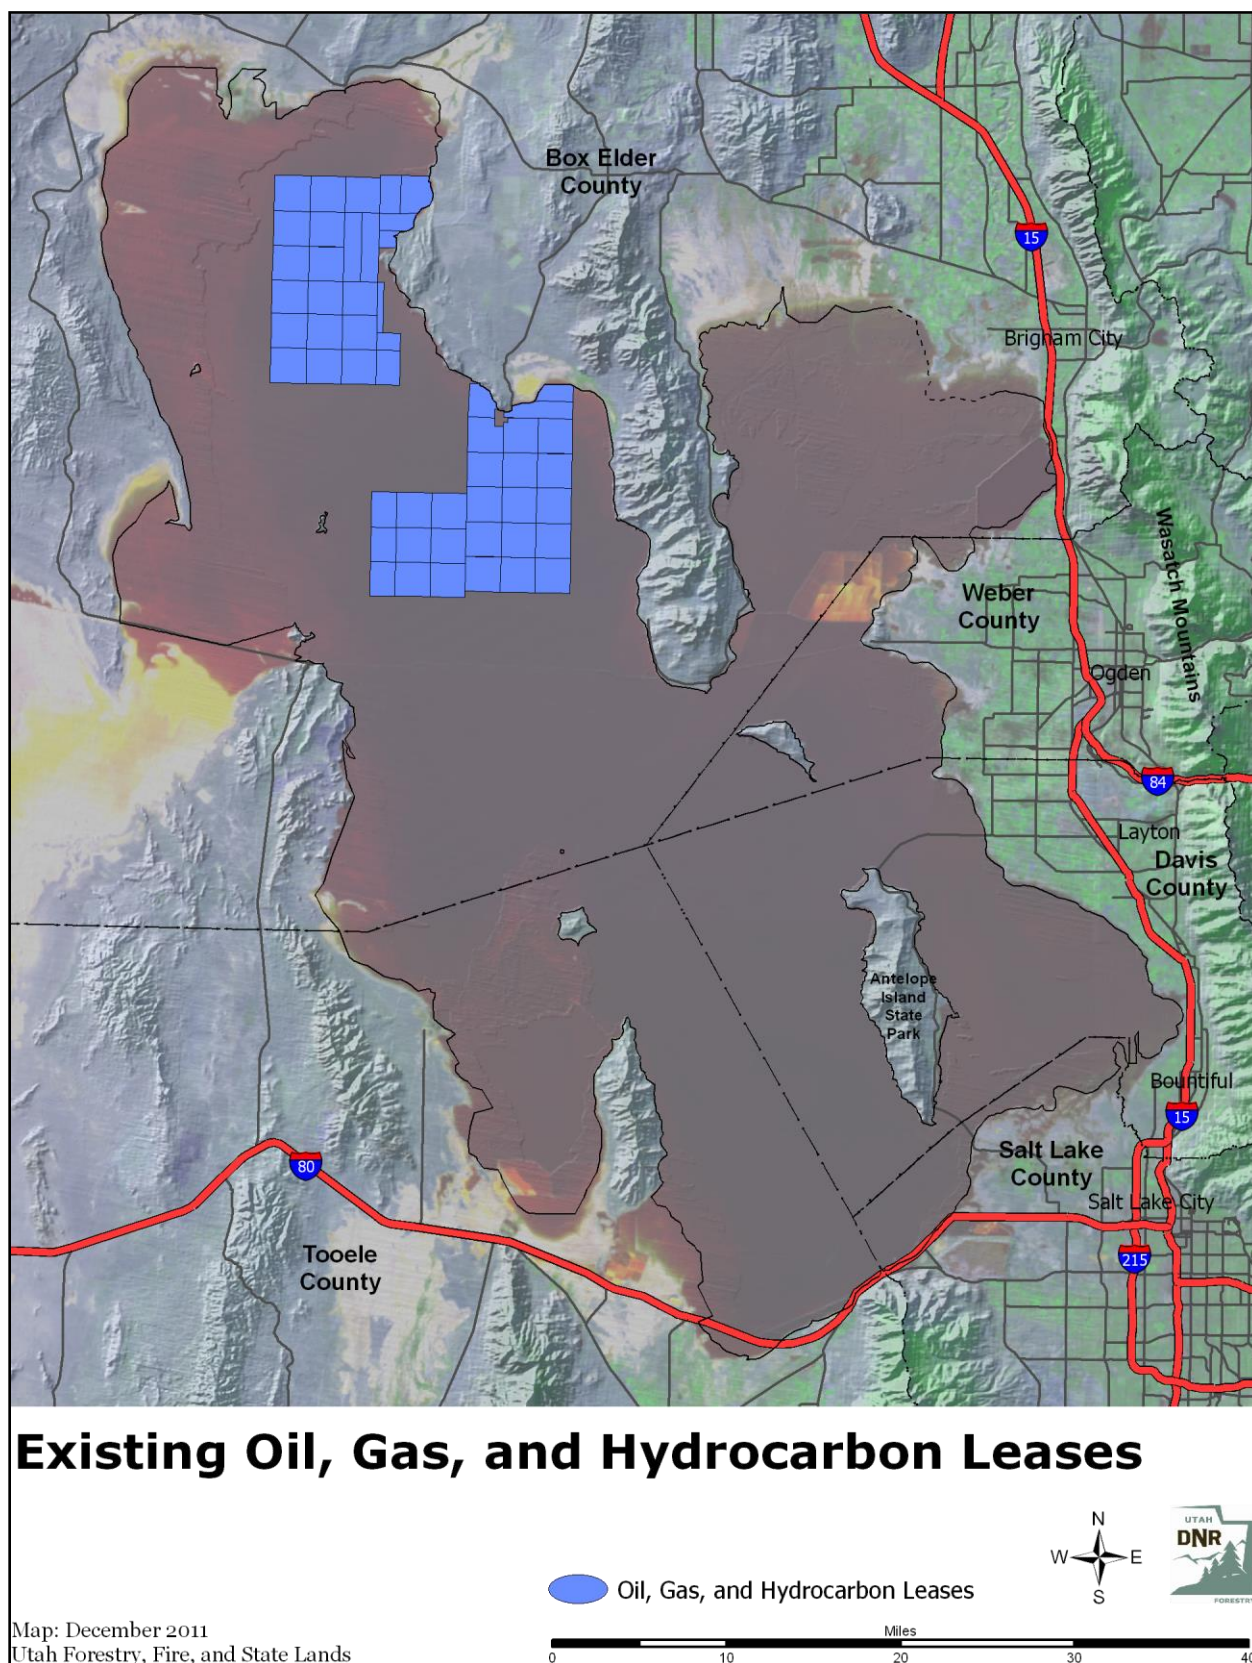 Box Elder
County
15
Brigham City
Wasatch Mountains
Weber
County
Ogden
84
Layton
Davis
County
Antelope
Island
State
Park
Bountiful
15
Salt Lake
County
80
Salt Lake City
Tooele
County
215
Existing Oil, Gas, and Hydrocarbon Leases
N
W E
S
UTAH
DNR
FORESTRY
Oil, Gas, and Hydrocarbon Leases
Map: December 2011
Utah Forestry, Fire, and State Lands
Miles
0 10 20 30 40